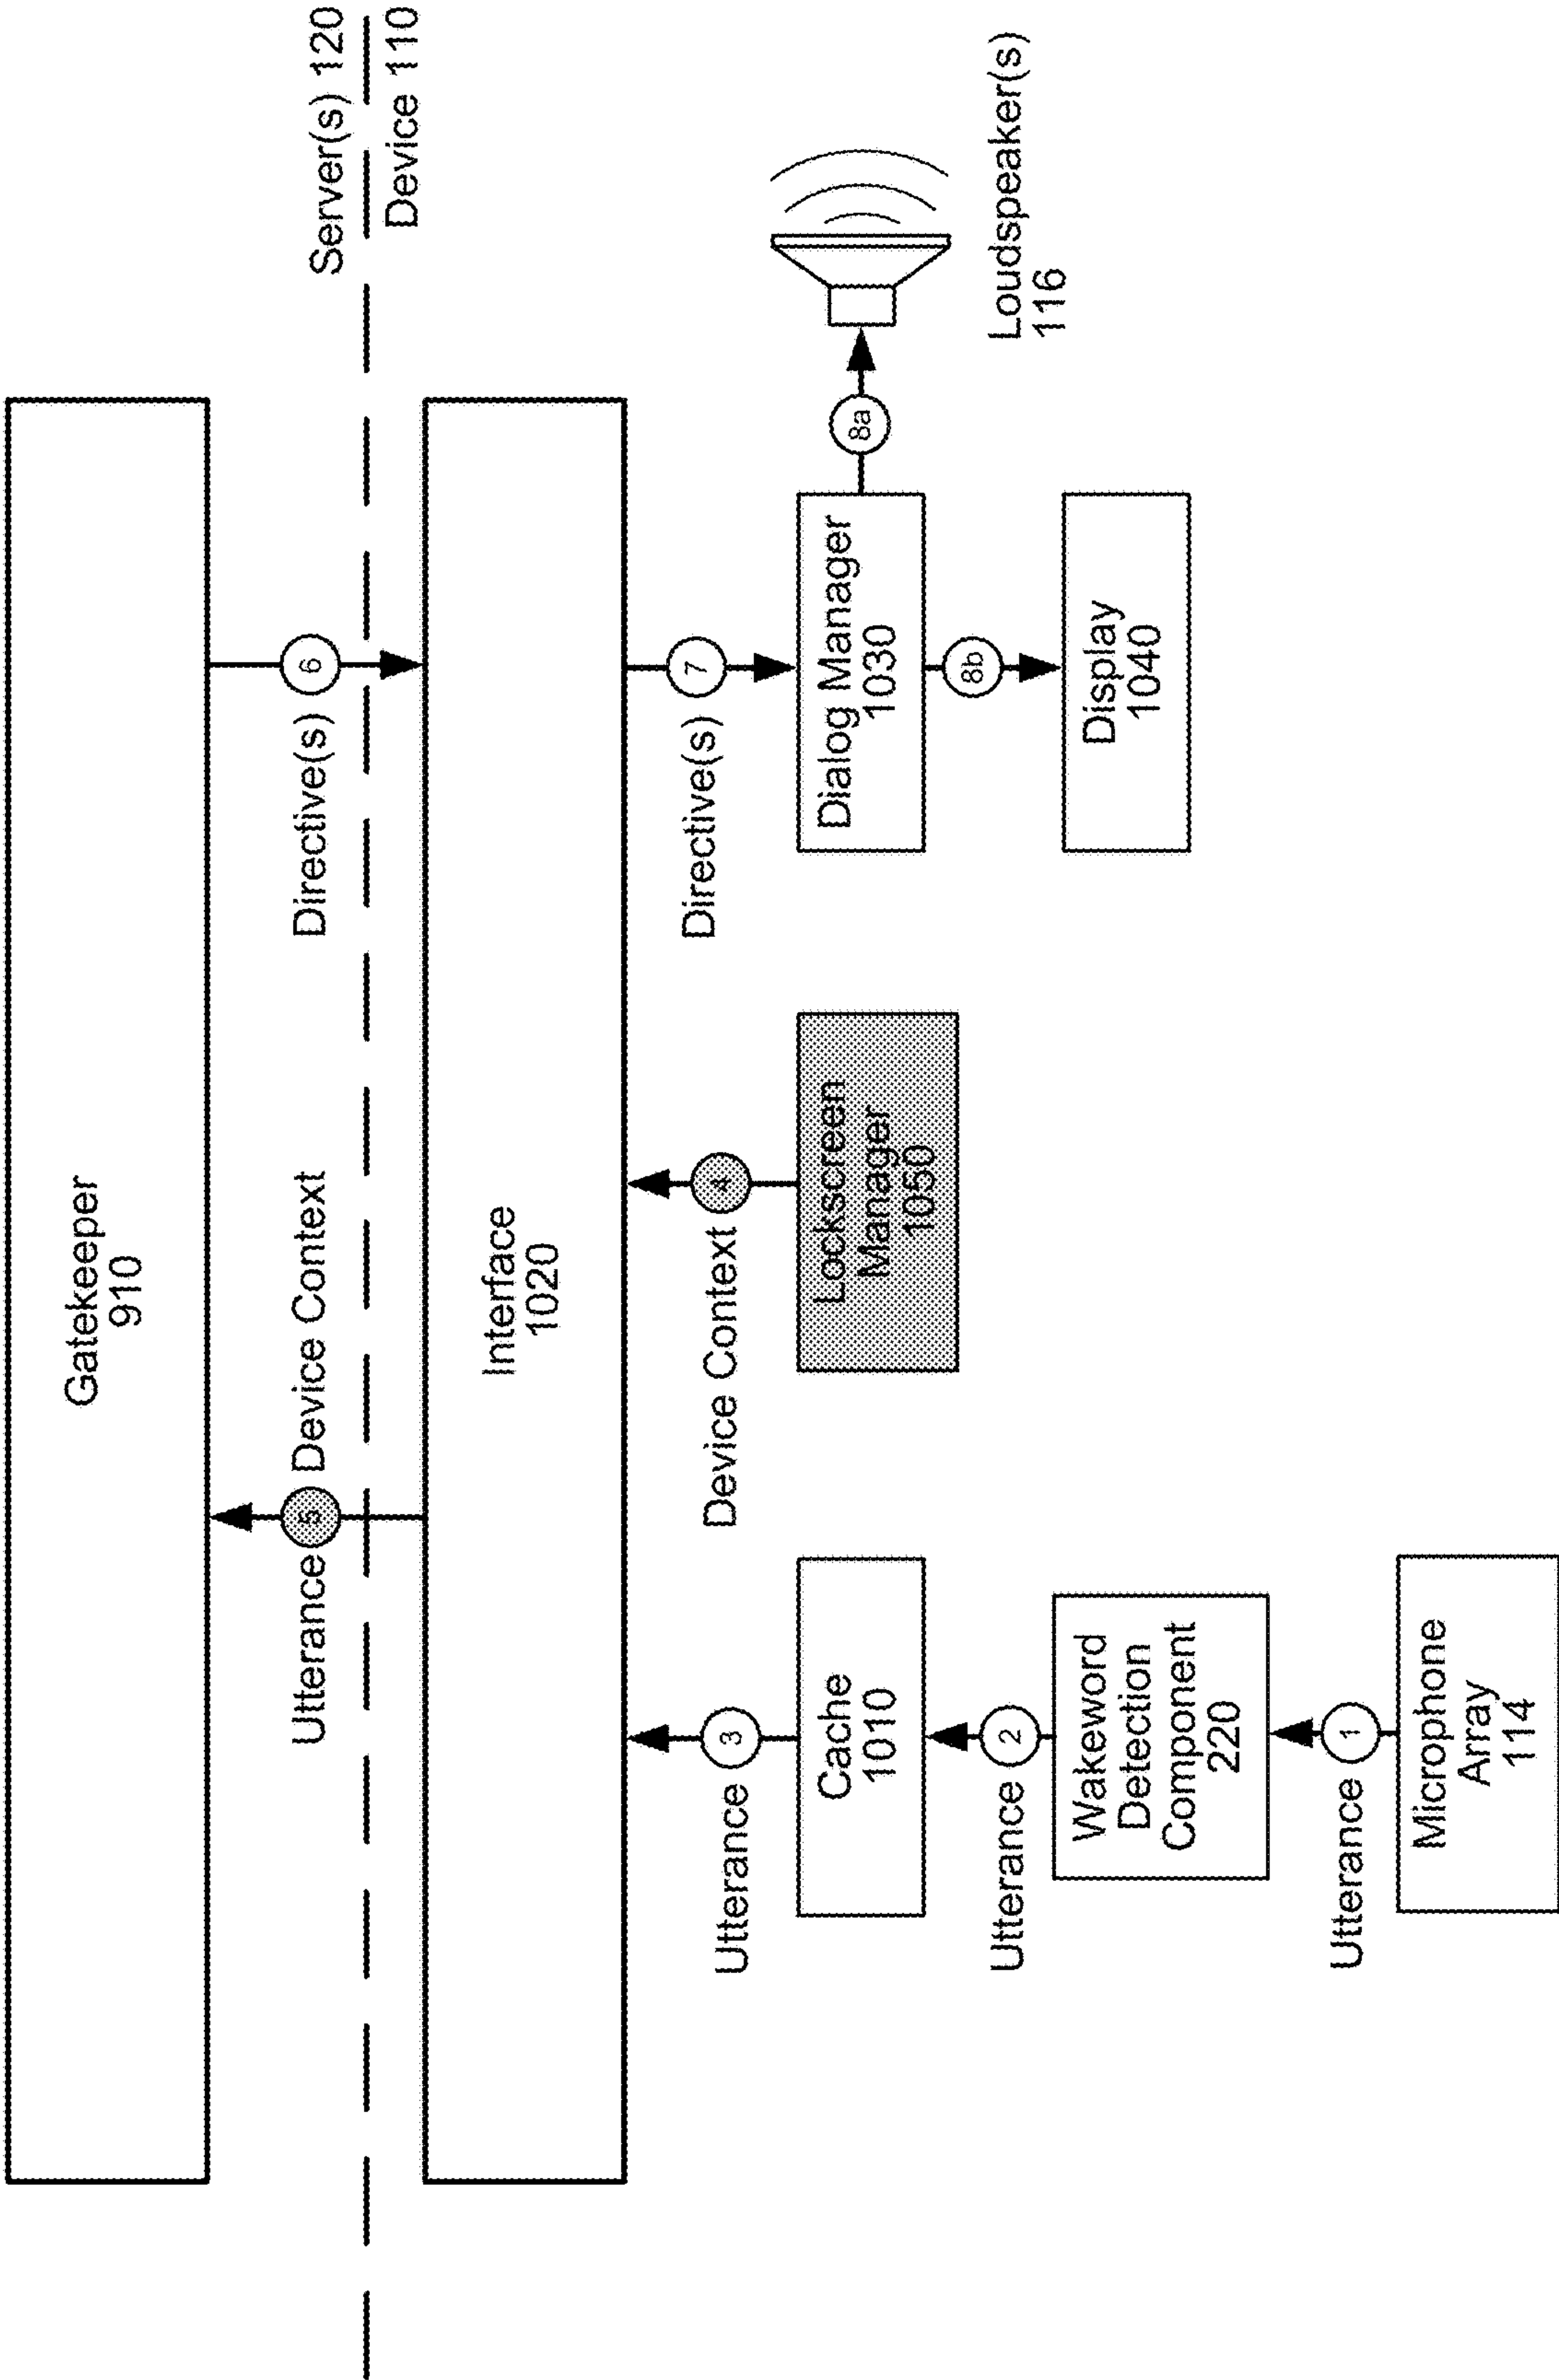 Gatekeeper
910
Server(s) 120
Device 110
Utterance
5
Device Context
Directive(s)
6
Interface
1020
Utterance
3
Device Context
4
Directive(s)
7
Cache
1010
Lockscreen
Manager
1050
Dialog Manager
1030
8a
Loudspeaker(s)
116
Utterance
2
8b
Wakeword
Detection
Component
220
Display
1040
Utterance
1
Microphone
Array
114